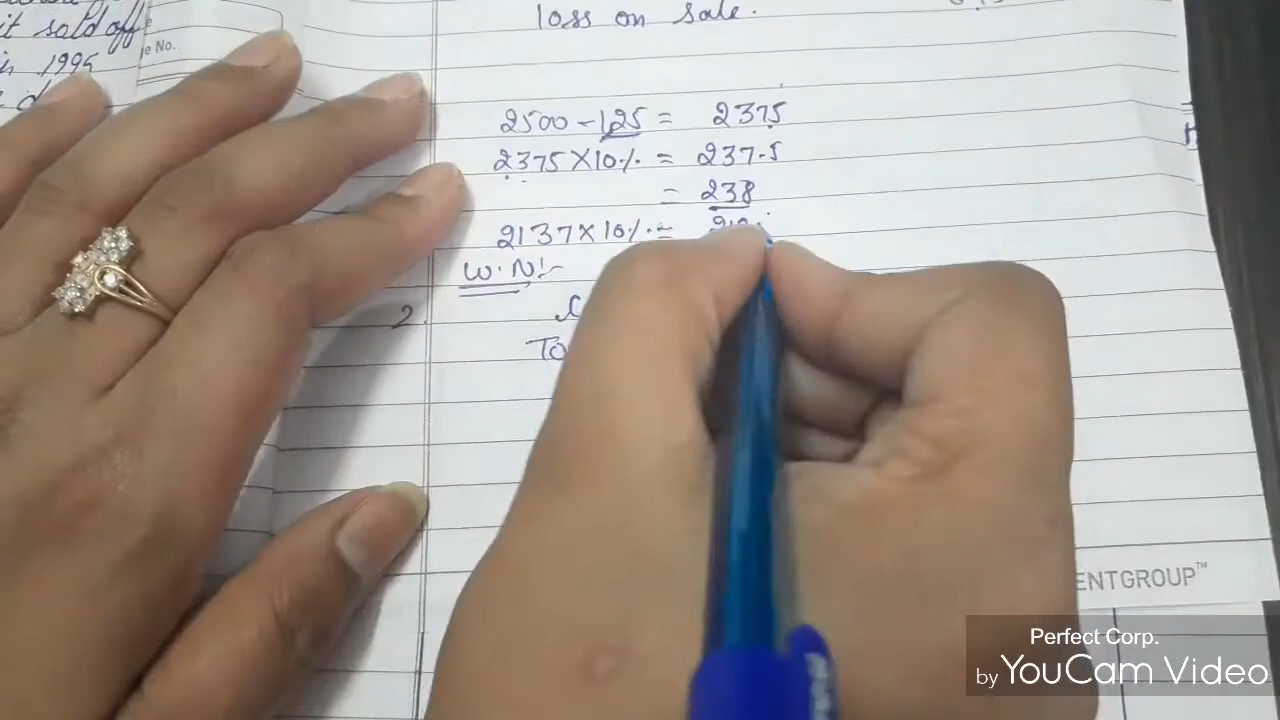 it sold off
in 1995
e No.
loss on sale.
2500 - 125 = 2375
2375 X 10% = 237.5
= 238
2137 X 10% =
W.N:-
2.
To
ENTGROUP™
Perfect Corp.
by YouCam Video